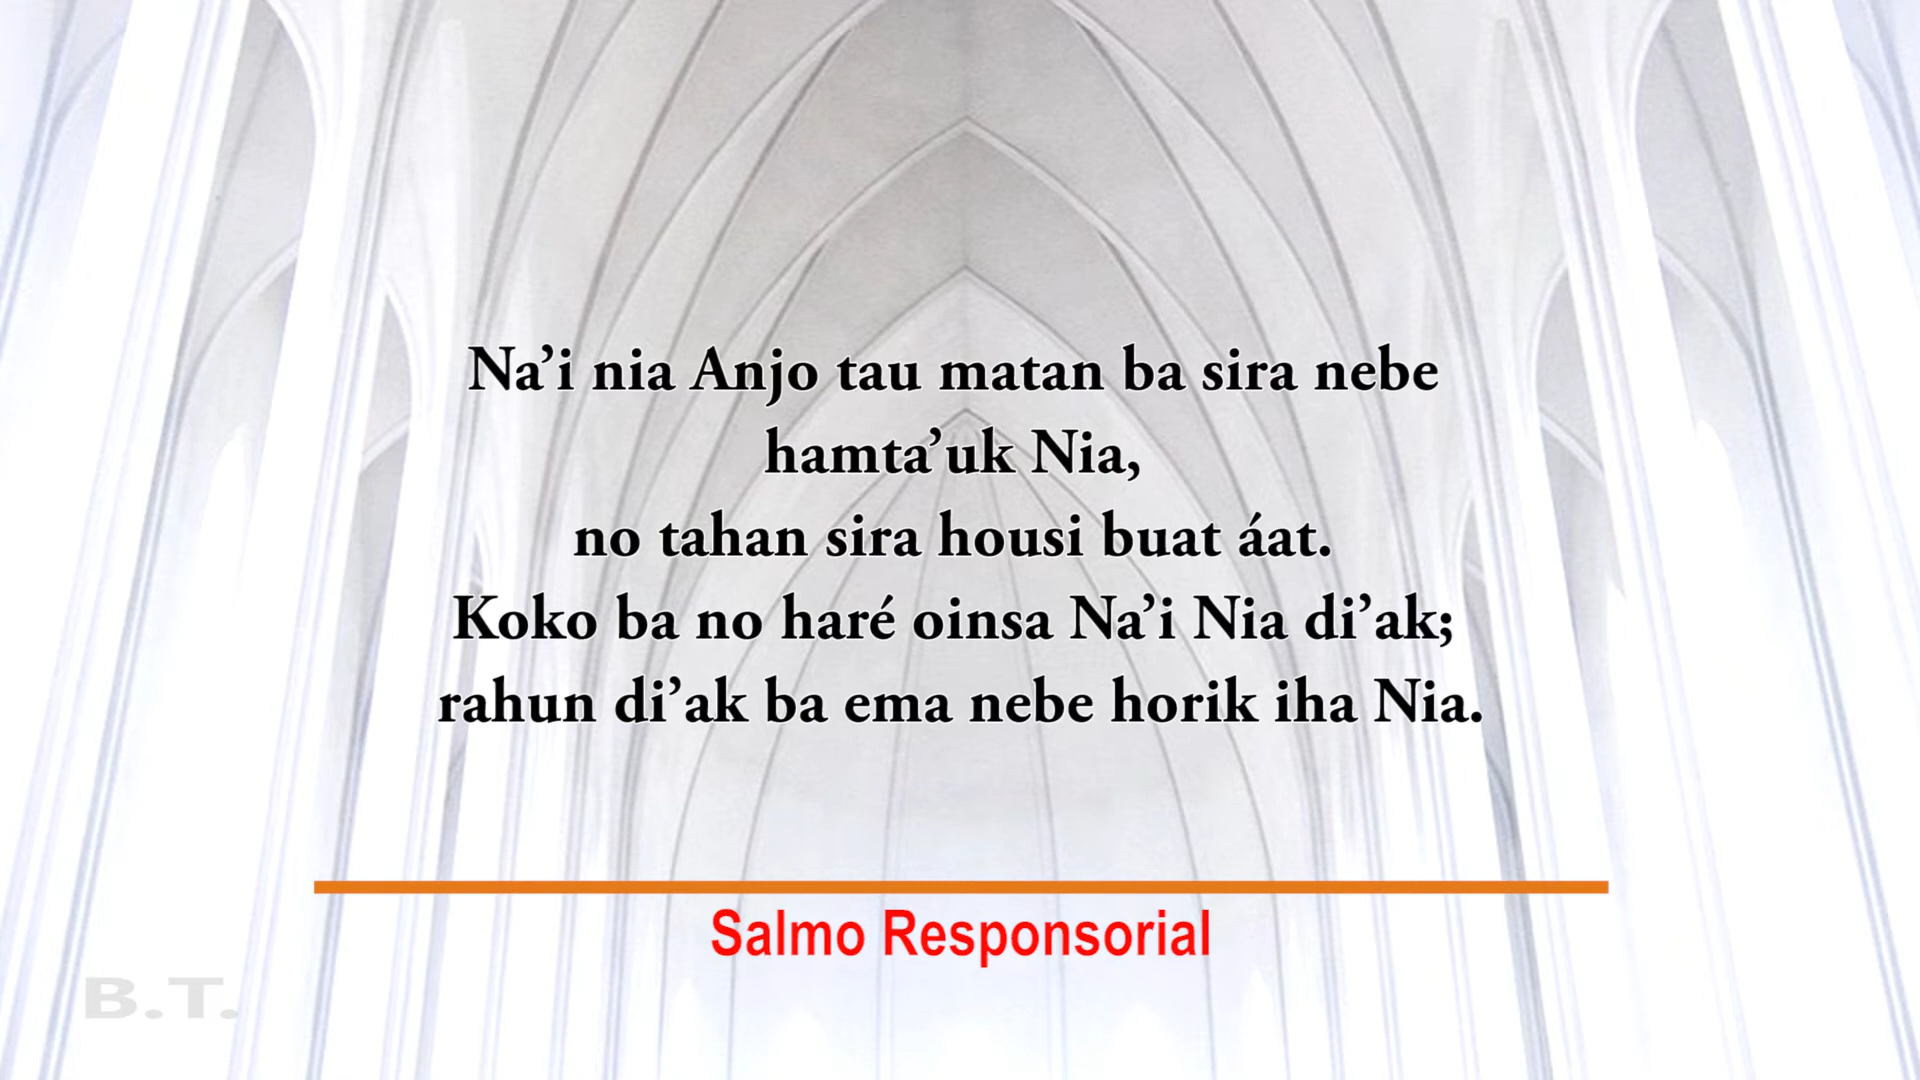 Na’i nia Anjo tau matan ba sira nebe
hamta’uk Nia,
no tahan sira housi buat áat.
Koko ba no haré oinsa Na’i Nia di’ak;
rahun di’ak ba ema nebe horik iha Nia.
Salmo Responsorial
B.T.